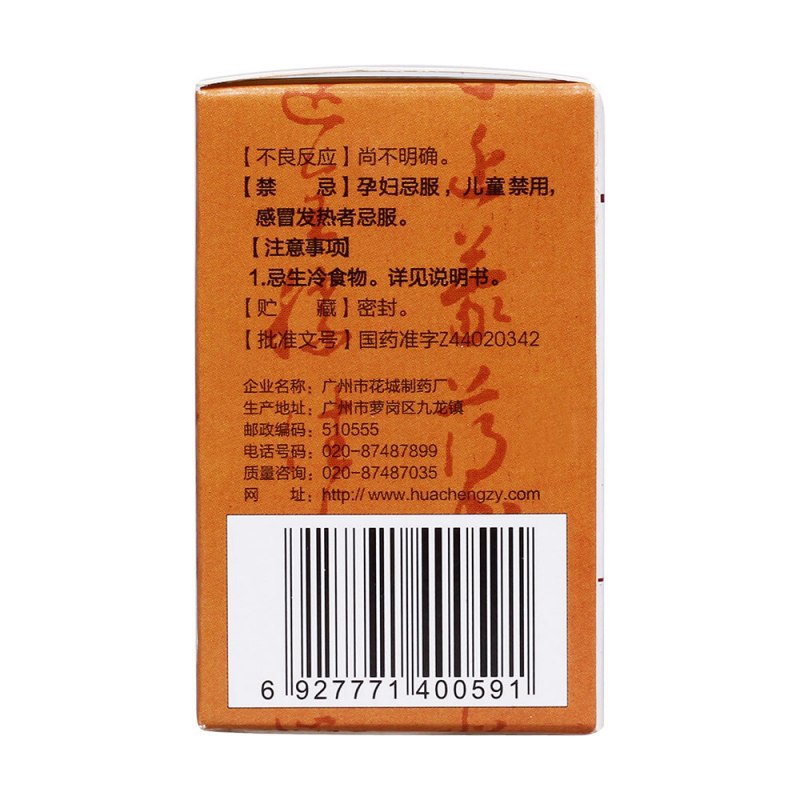 【不良反应】尚不明确。
【禁 忌】孕妇忌服，儿童禁用，
感冒发热者忌服。
【注意事项】
1.忌生冷食物。详见说明书。
【贮 藏】密封。
【批准文号】国药准字Z44020342
企业名称：广州市花城制药厂
生产地址：广州市萝岗区九龙镇
邮政编码：510555
电话号码：020-87487899
质量咨询：020-87487035
网 址：http://www.huachengzy.com
6 927771 400591